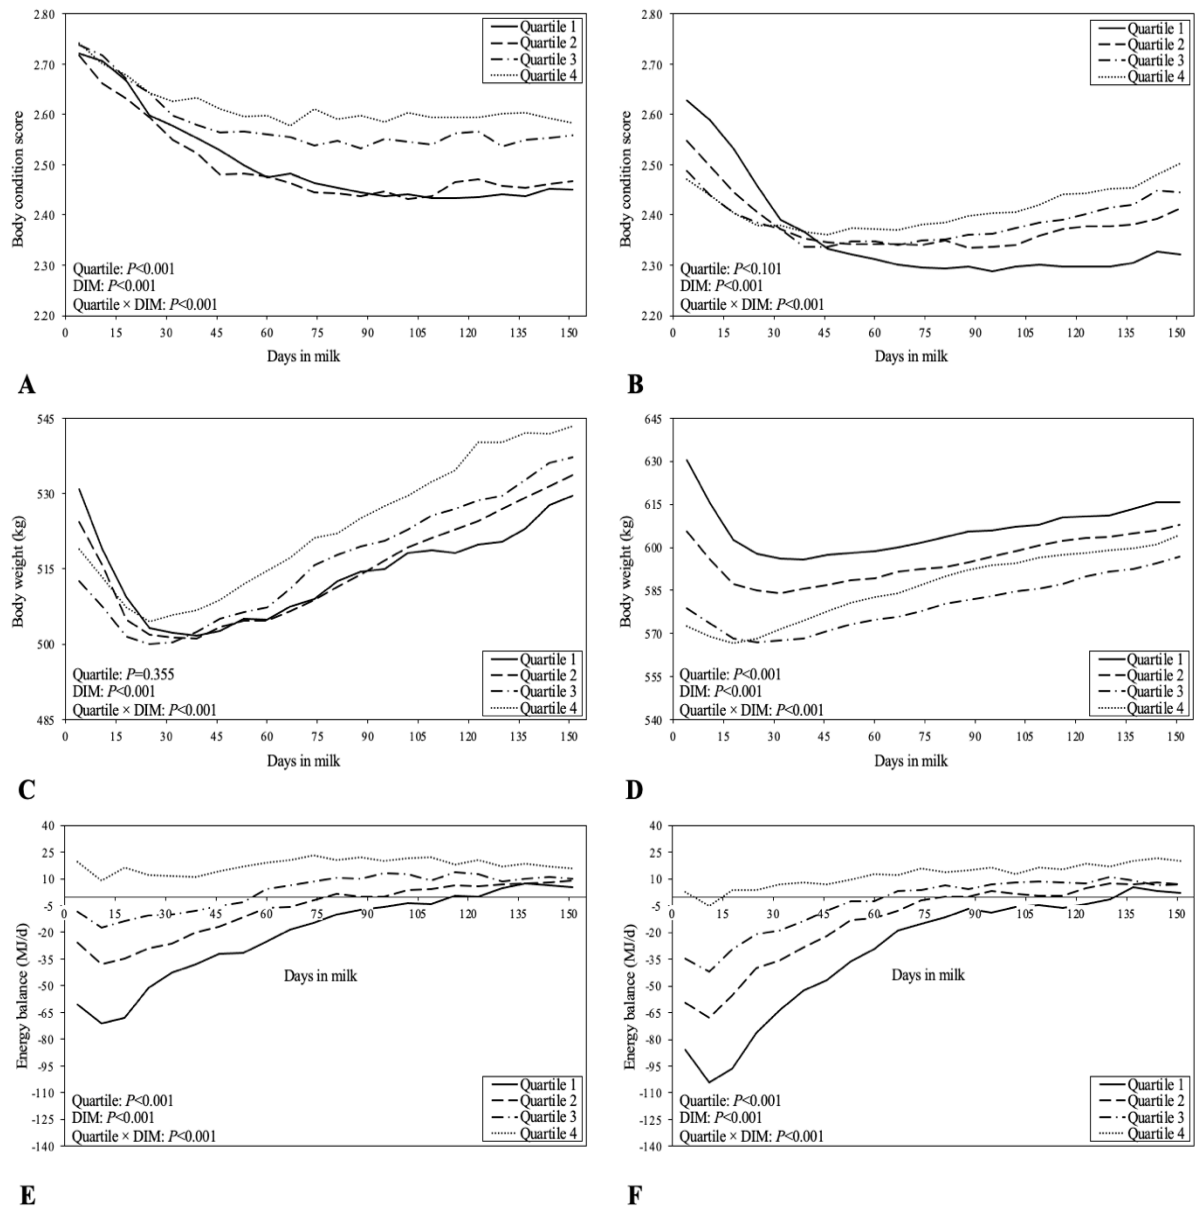 2.80
2.70
2.60
2.50
2.40
2.30
2.20
Body condition score
Quartile 1
Quartile 2
Quartile 3
Quartile 4
Quartile: P<0.001
DIM: P<0.001
Quartile × DIM: P<0.001
0 15 30 45 60 75 90 105 120 135 150
Days in milk
A
2.80
2.70
2.60
2.50
2.40
2.30
2.20
Body condition score
Quartile 1
Quartile 2
Quartile 3
Quartile 4
Quartile: P<0.101
DIM: P<0.001
Quartile × DIM: P<0.001
0 15 30 45 60 75 90 105 120 135 150
Days in milk
B
545
530
515
500
485
Body weight (kg)
Quartile: P=0.355
DIM: P<0.001
Quartile × DIM: P<0.001
Quartile 1
Quartile 2
Quartile 3
Quartile 4
0 15 30 45 60 75 90 105 120 135 150
Days in milk
C
645
630
615
600
585
570
555
540
Body weight (kg)
Quartile: P<0.001
DIM: P<0.001
Quartile × DIM: P<0.001
Quartile 1
Quartile 2
Quartile 3
Quartile 4
0 15 30 45 60 75 90 105 120 135 150
Days in milk
D
40
25
10
-5
-20
-35
-50
-65
-80
-95
-110
-125
-140
Energy balance (MJ/d)
0 15 30 45 60 75 90 105 120 135 150
Days in milk
Quartile: P<0.001
DIM: P<0.001
Quartile × DIM: P<0.001
Quartile 1
Quartile 2
Quartile 3
Quartile 4
E
40
25
10
-5
-20
-35
-50
-65
-80
-95
-110
-125
-140
Energy balance (MJ/d)
0 15 30 45 60 75 90 105 120 135 150
Days in milk
Quartile: P<0.001
DIM: P<0.001
Quartile × DIM: P<0.001
Quartile 1
Quartile 2
Quartile 3
Quartile 4
F